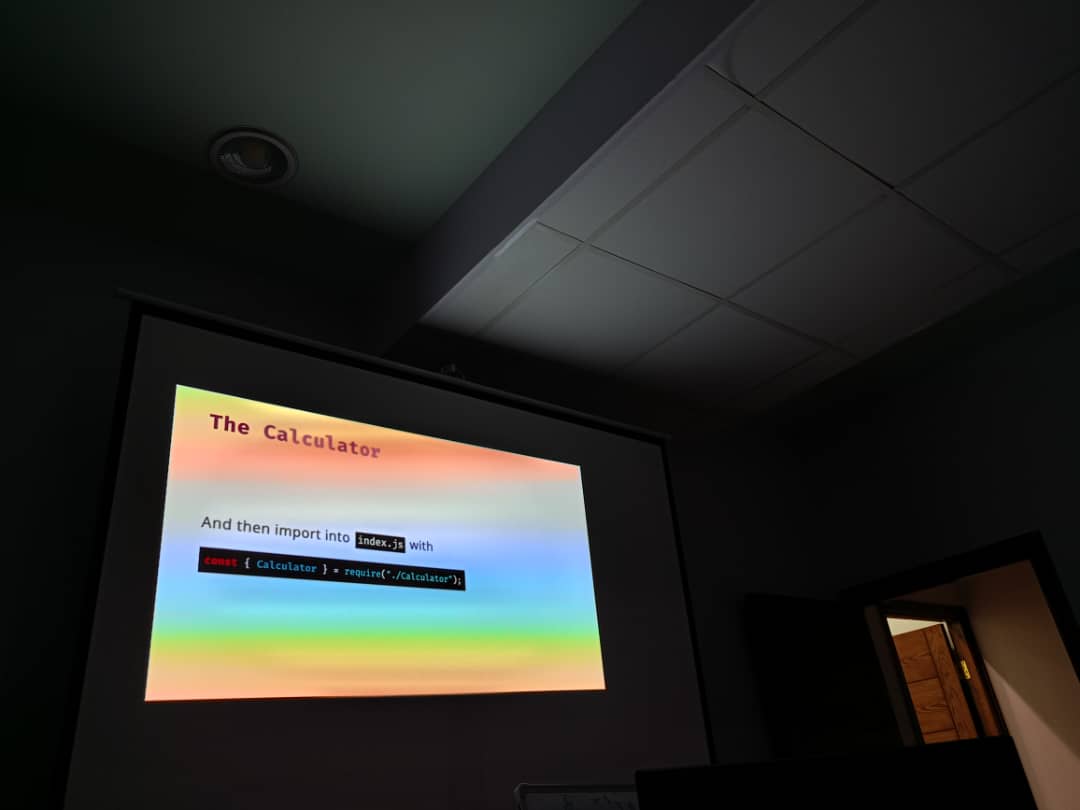 The Calculator
And then import into index.js with
const { Calculator } = require("./Calculator");